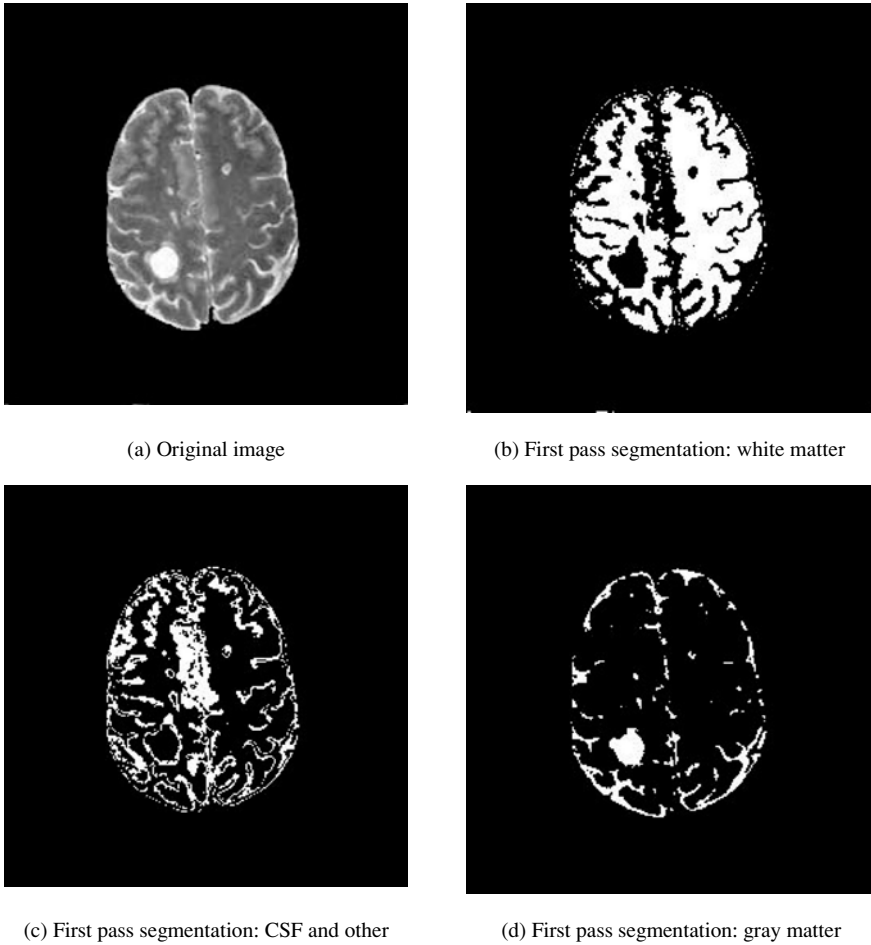 (a) Original image
(b) First pass segmentation: white matter
(c) First pass segmentation: CSF and other
(d) First pass segmentation: gray matter